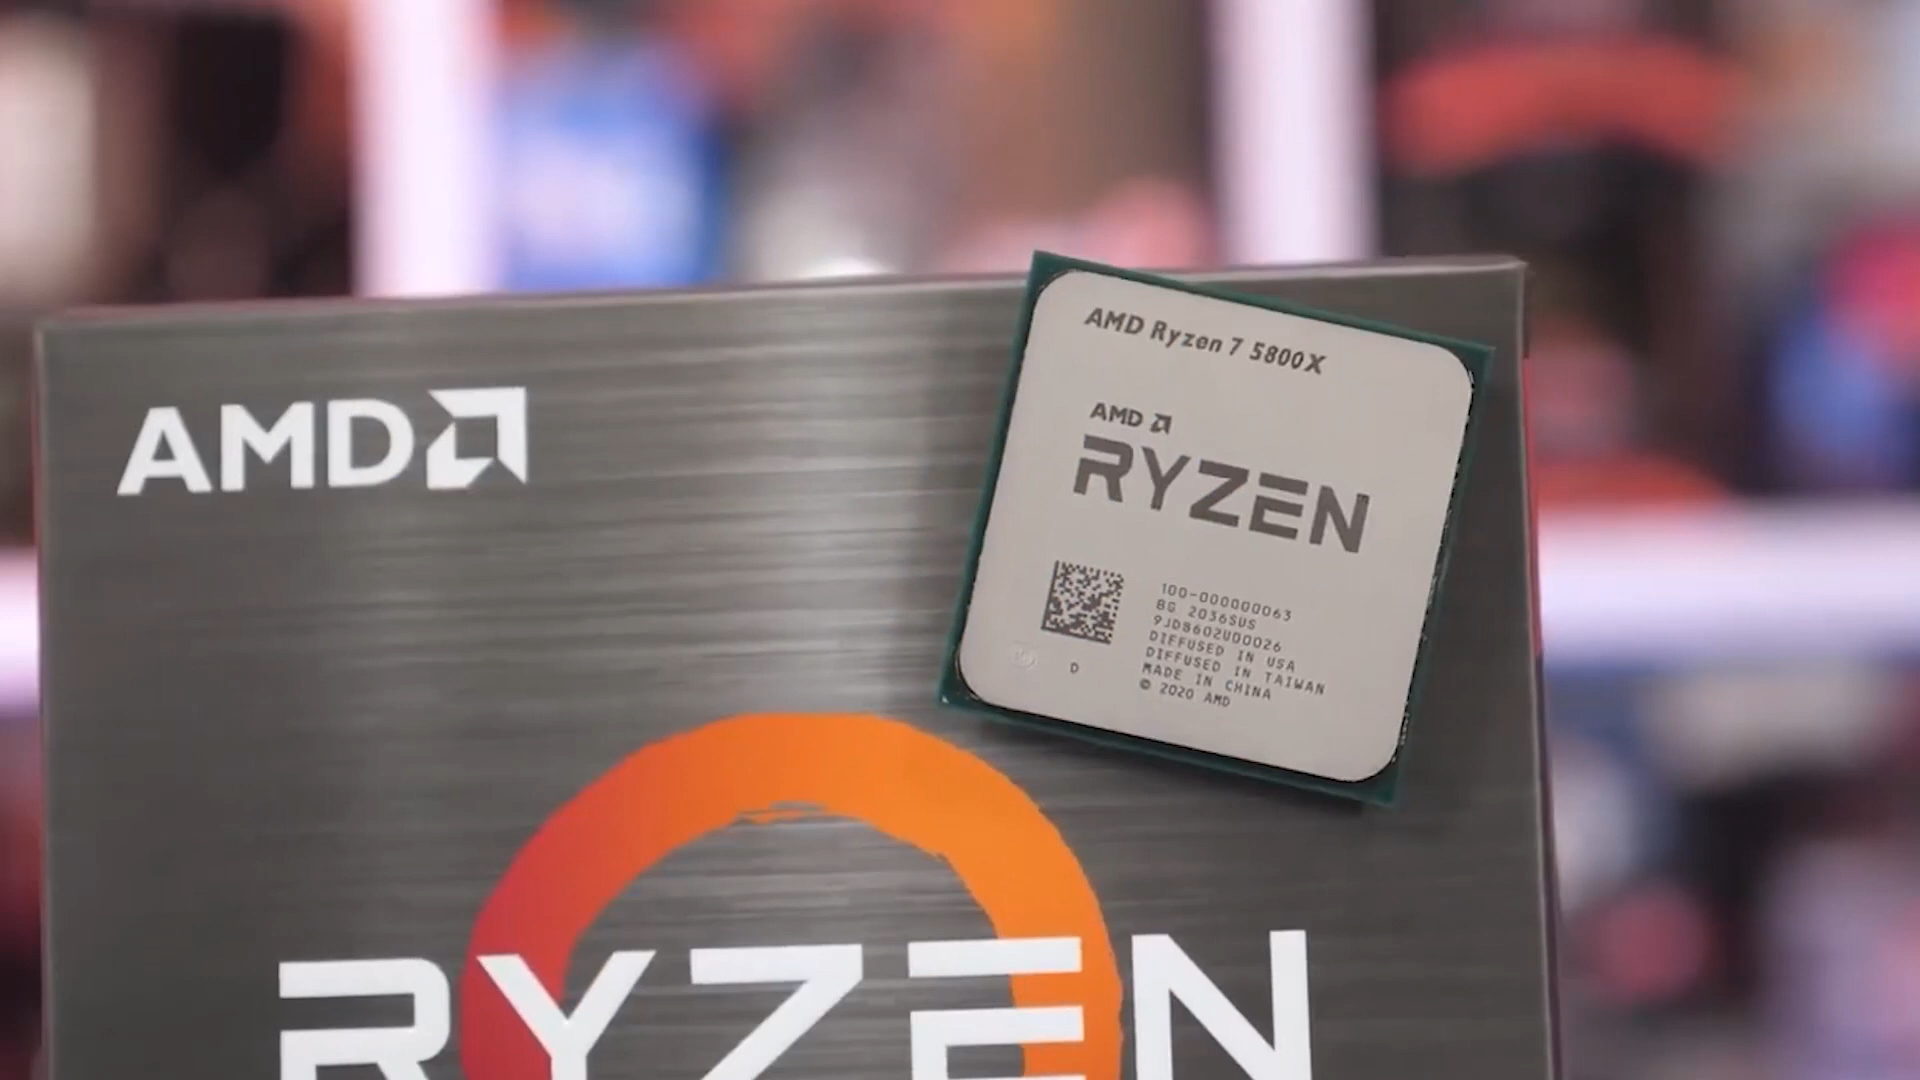 AMD
RYZEN
AMD Ryzen 7 5800X
AMD
RYZEN
100-000000063
BG 2036SUS
9JD8602U00026
DIFFUSED IN USA
DIFFUSED IN TAIWAN
MADE IN CHINA
© 2020 AMD
D